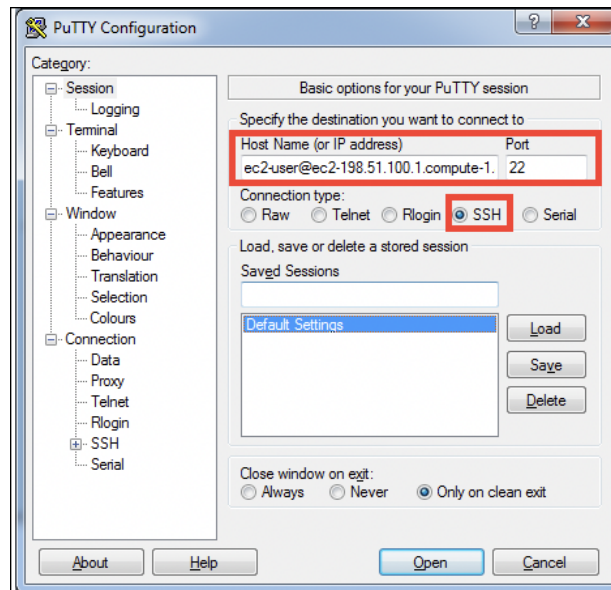 PuTTY Configuration
Category:
Session
Logging
Terminal
Keyboard
Bell
Features
Window
Appearance
Behaviour
Translation
Selection
Colours
Connection
Data
Proxy
Telnet
Rlogin
SSH
Serial
Basic options for your PuTTY session
Specify the destination you want to connect to
Host Name (or IP address) Port
ec2-user@ec2-198.51.100.1.compute-1. 22
Connection type:
Raw Telnet Rlogin SSH Serial
Load, save or delete a stored session
Saved Sessions
Default Settings
Load
Save
Delete
Close window on exit:
Always Never Only on clean exit
About Help Open Cancel